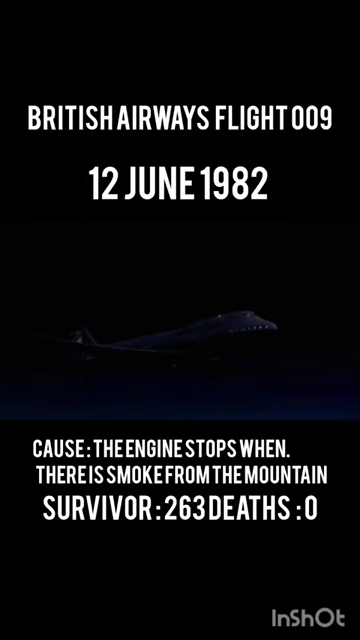 BRITISH AIRWAYS FLIGHT 009
12 JUNE 1982
CAUSE : THE ENGINE STOPS WHEN.
THERE IS SMOKE FROM THE MOUNTAIN
SURVIVOR : 263 DEATHS : 0
InShOt